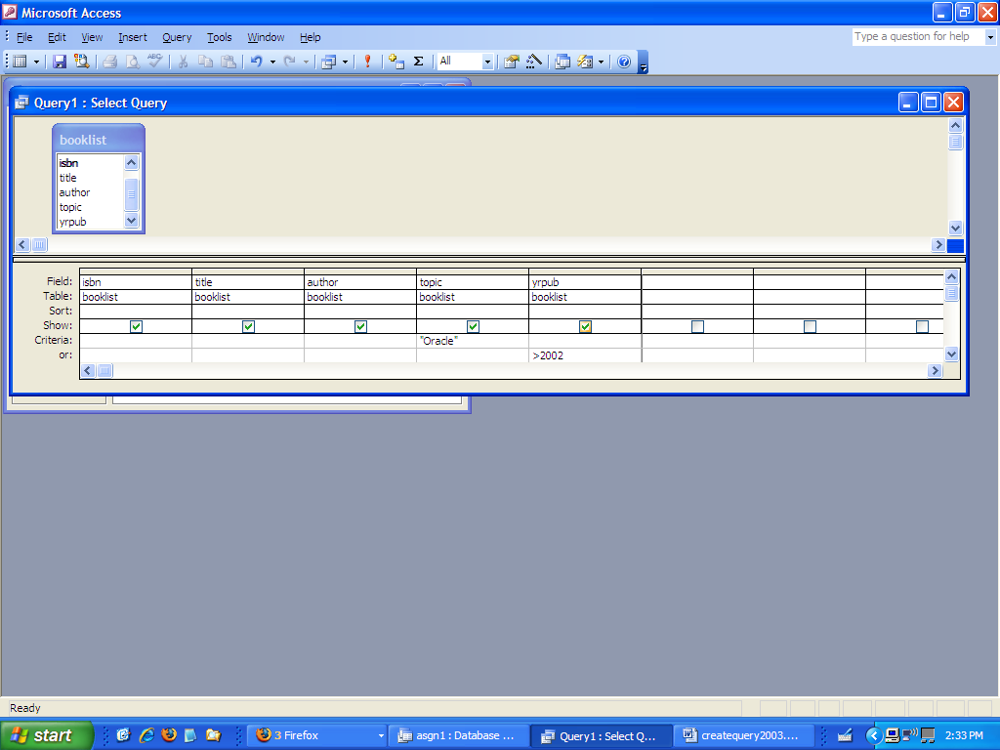 Microsoft Access
File Edit View Insert Query Tools Window Help
Type a question for help
ABC All
Query1 : Select Query
booklist
isbn
title
author
topic
yrpub
Field: isbn title author topic yrpub
Table: booklist booklist booklist booklist booklist
Sort:
Show:
Criteria: "Oracle"
or: >2002
Ready
start 3 Firefox asgn1 : Database ... Query1 : Select Q... createquery2003.... 2:33 PM